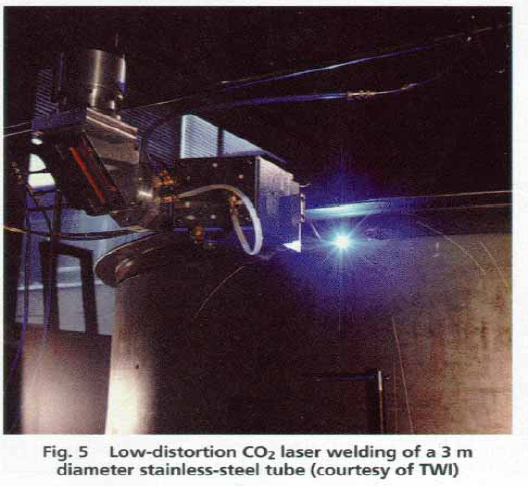 Fig. 5 Low-distortion CO₂ laser welding of a 3 m
diameter stainless-steel tube (courtesy of TWI)